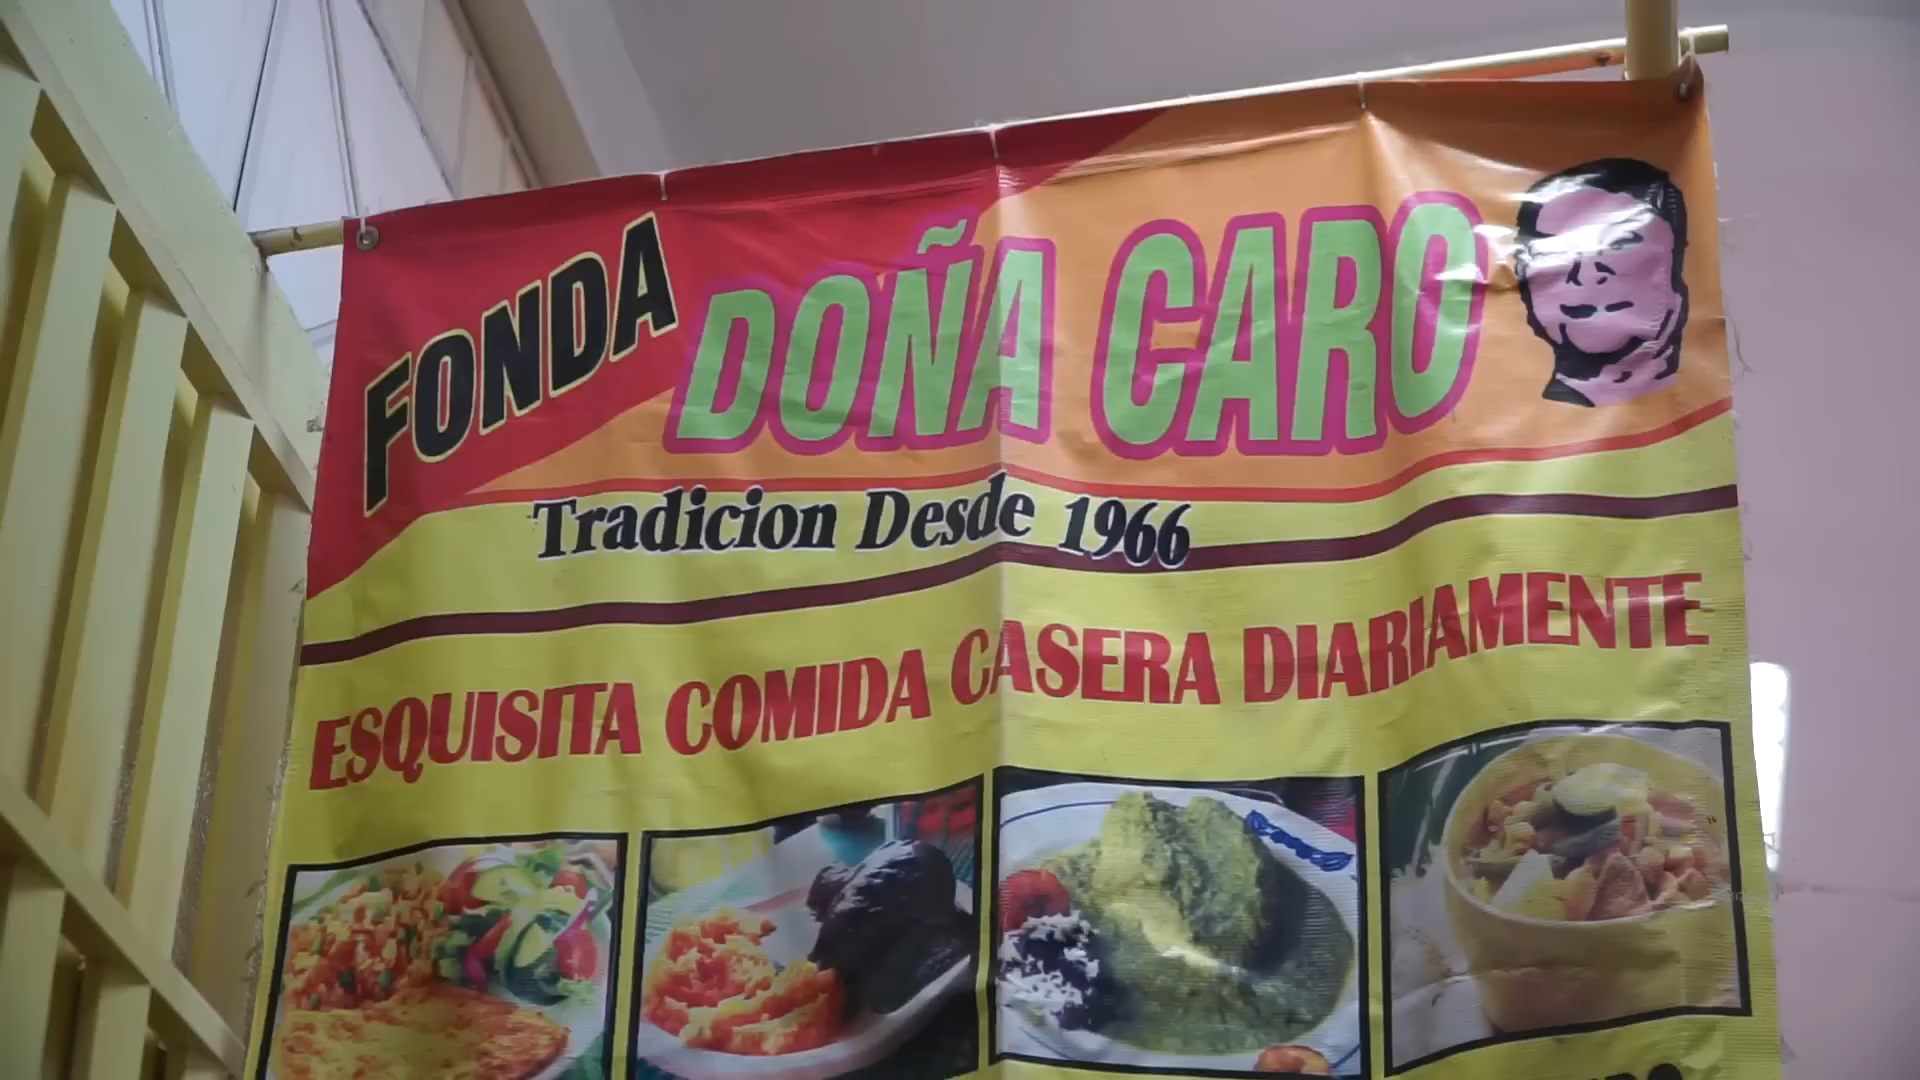 FONDA DOÑA CARO
Tradicion Desde 1966
ESQUISITA COMIDA CASERA DIARIAMENTE